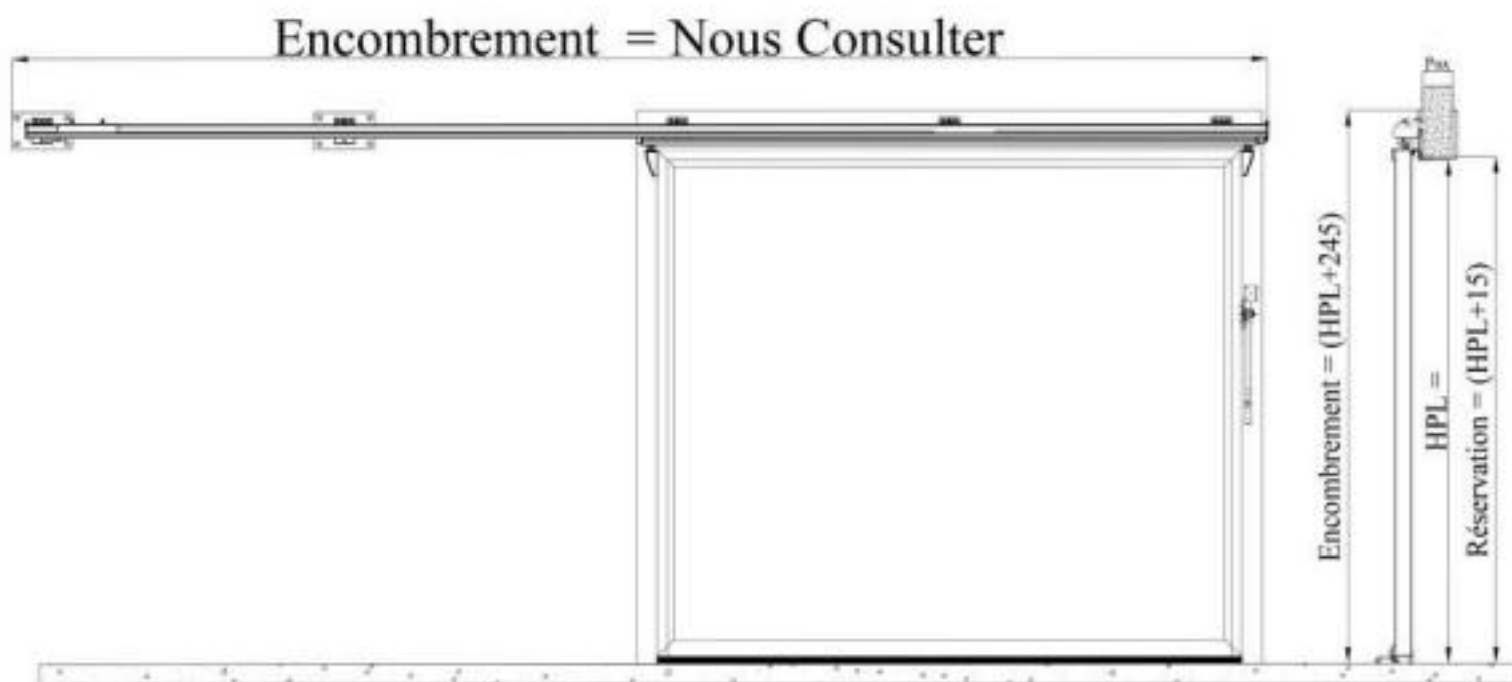 Encombrement = Nous Consulter
Encombrement = (HPL+245)
HPL =
Réservation = (HPL+15)